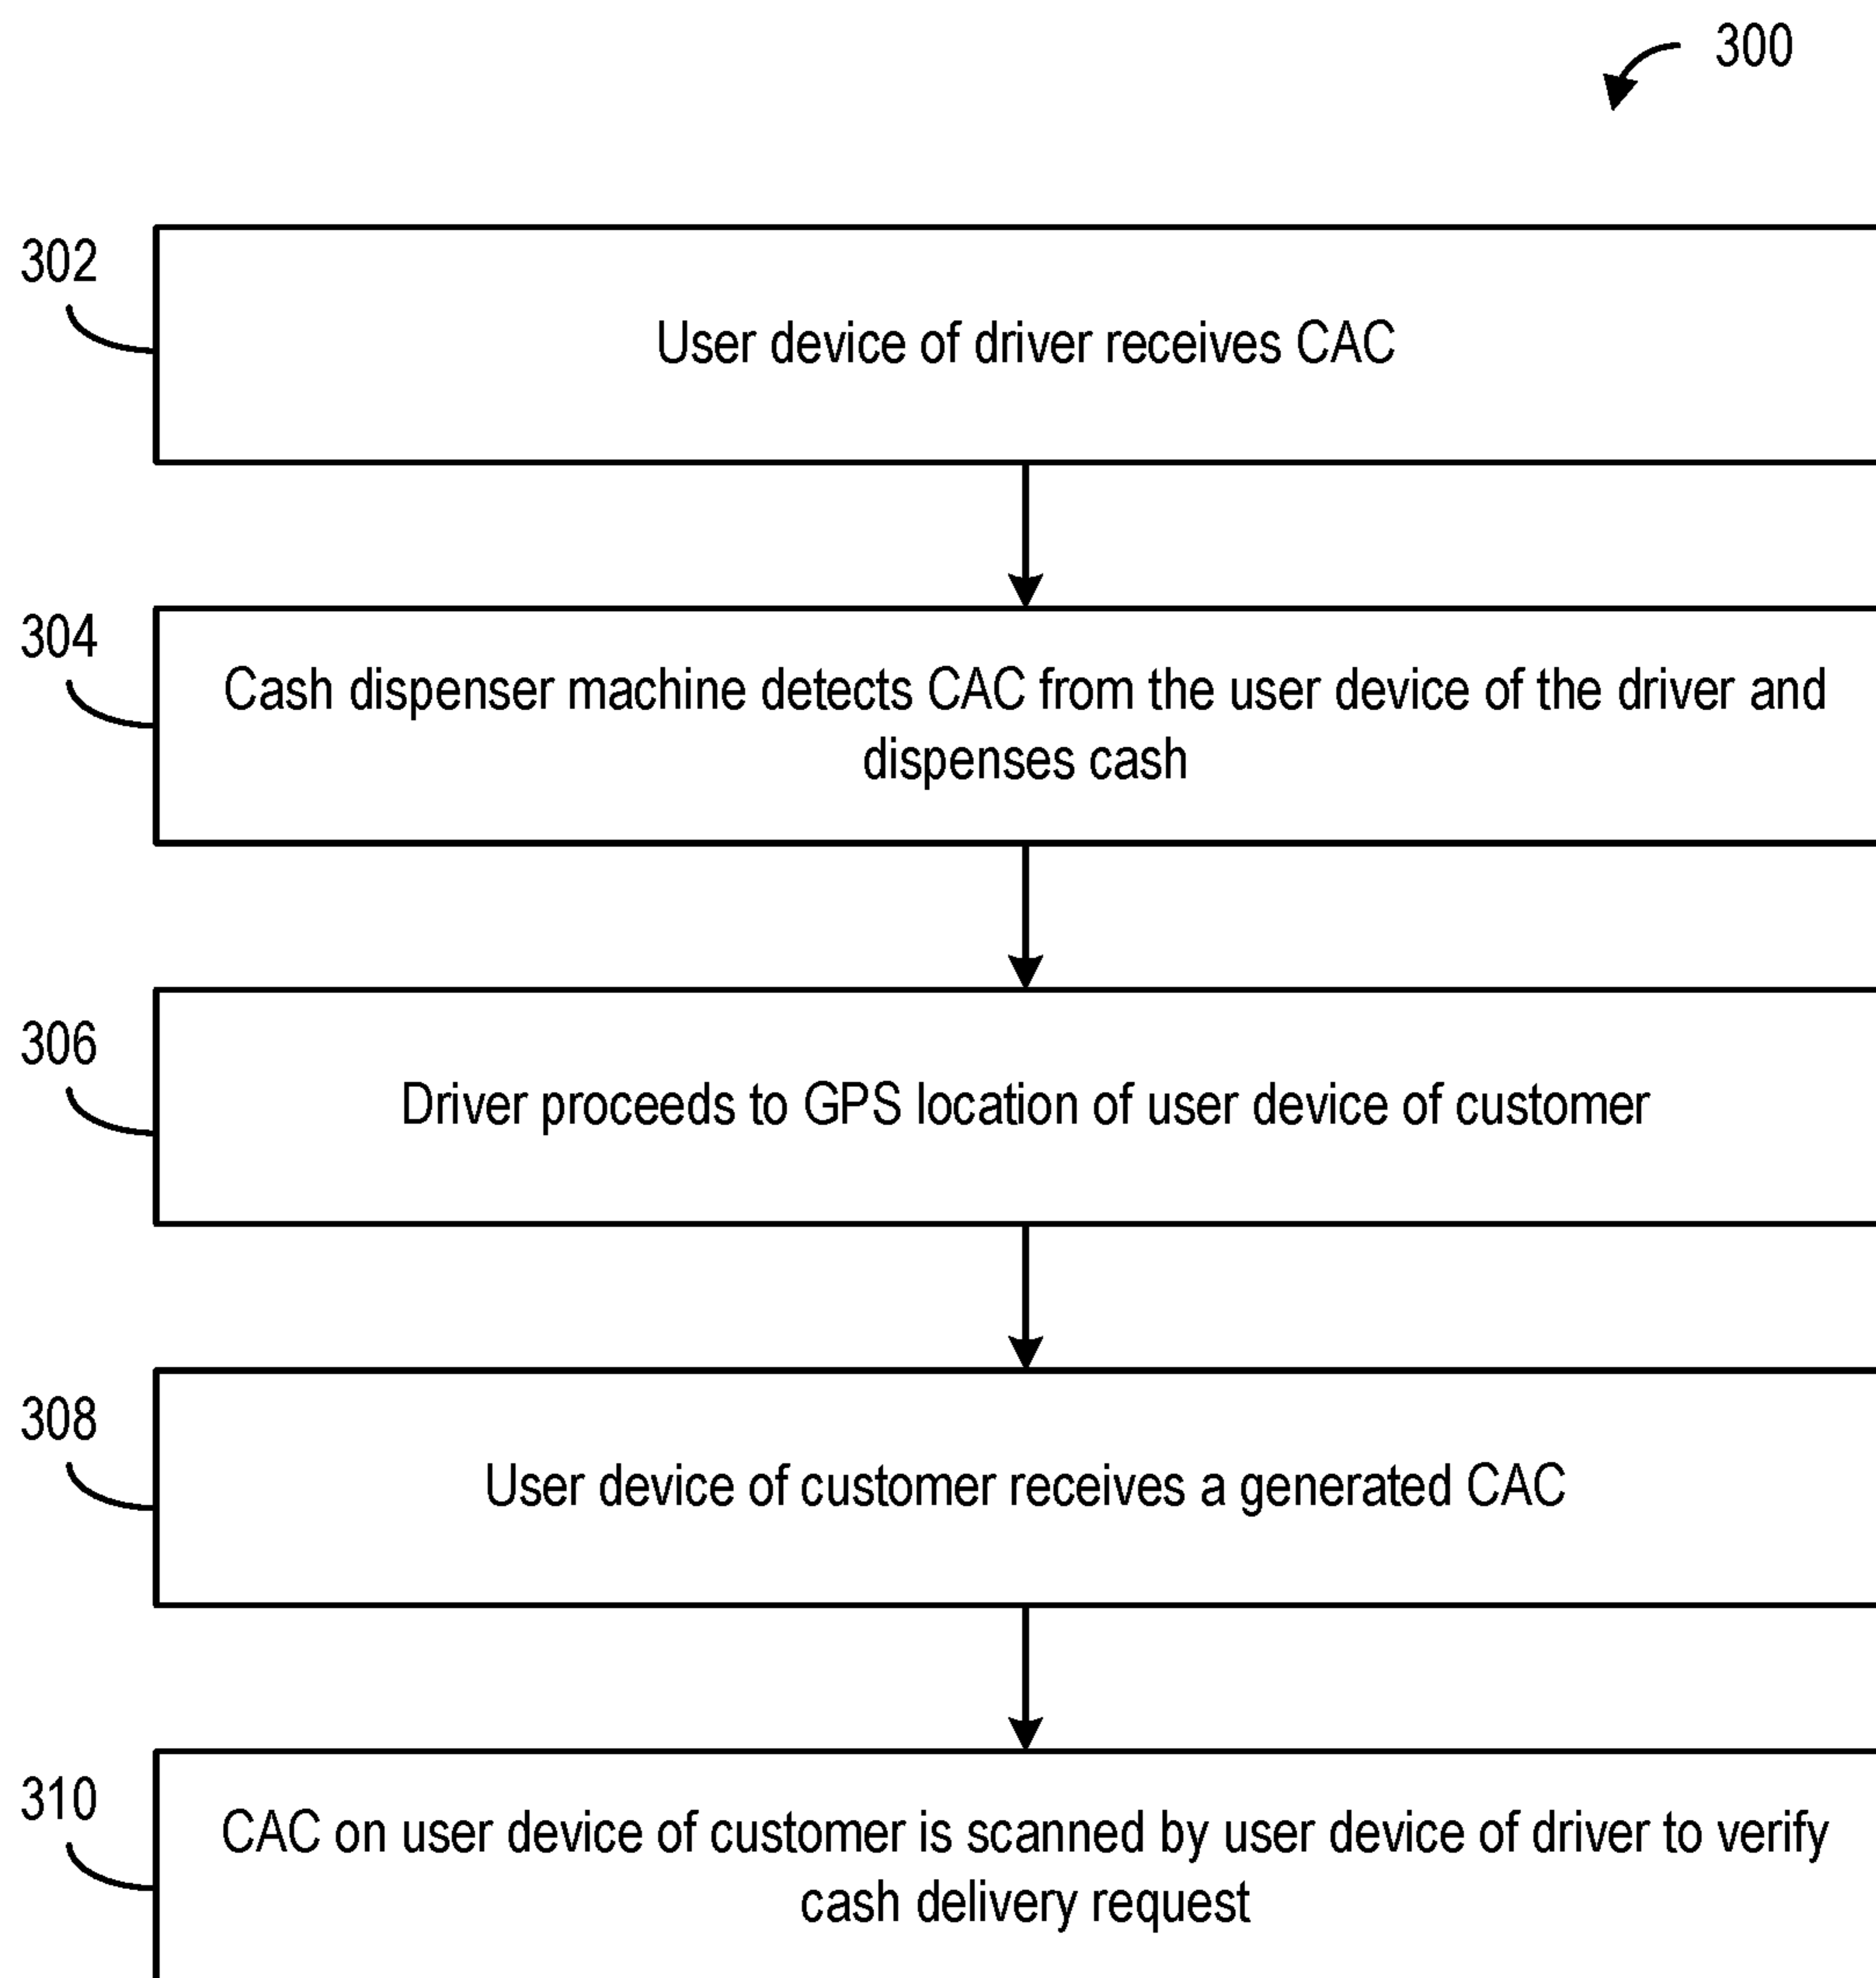 300
302
User device of driver receives CAC
304
Cash dispenser machine detects CAC from the user device of the driver and
dispenses cash
306
Driver proceeds to GPS location of user device of customer
308
User device of customer receives a generated CAC
310
CAC on user device of customer is scanned by user device of driver to verify
cash delivery request